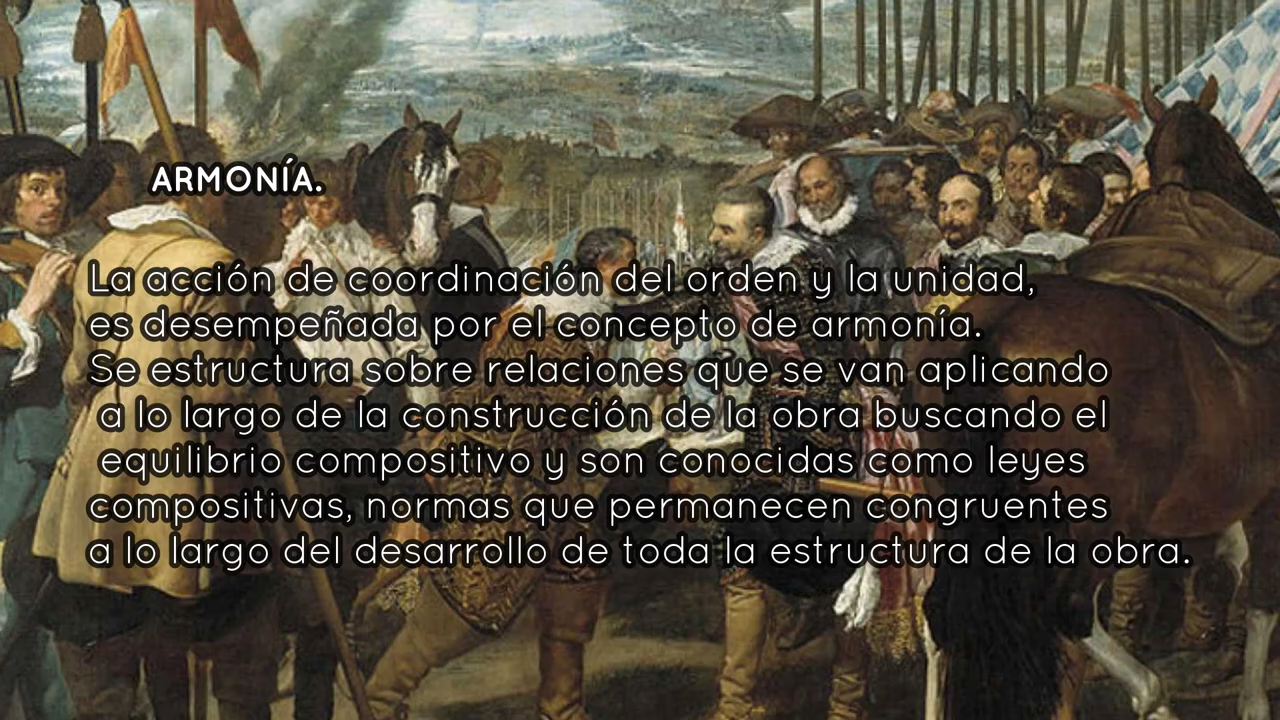 ARMONÍA.
La acción de coordinación del orden y la unidad,
es desempeñada por el concepto de armonía.
Se estructura sobre relaciones que se van aplicando
a lo largo de la construcción de la obra buscando el
equilibrio compositivo y son conocidas como leyes
compositivas, normas que permanecen congruentes
a lo largo del desarrollo de toda la estructura de la obra.